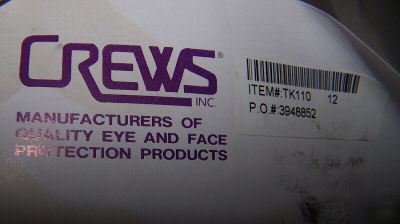 CREWS®
INC.
MANUFACTURERS OF
QUALITY EYE AND FACE
PROTECTION PRODUCTS
ITEM#:TK110 12
P.O.#:3948852